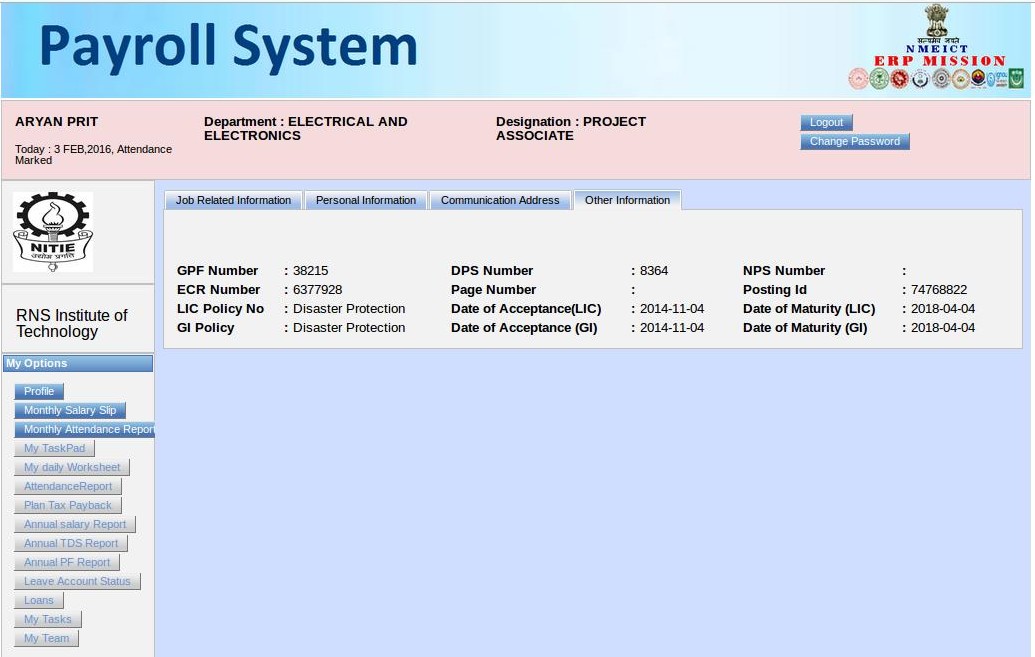 Payroll System
सत्यमेव जयते
NMEICT
ERP MISSION
ARYAN PRIT
Department : ELECTRICAL AND
ELECTRONICS
Designation : PROJECT
ASSOCIATE
Logout
Change Password
Today : 3 FEB,2016, Attendance
Marked
NITIE
उद्योग प्रगति
RNS Institute of
Technology
My Options
Profile
Monthly Salary Slip
Monthly Attendance Report
My TaskPad
My daily Worksheet
AttendanceReport
Plan Tax Payback
Annual salary Report
Annual TDS Report
Annual PF Report
Leave Account Status
Loans
My Tasks
My Team
Job Related Information Personal Information Communication Address Other Information
GPF Number : 38215 DPS Number : 8364 NPS Number :
ECR Number : 6377928 Page Number : Posting Id : 74768822
LIC Policy No : Disaster Protection Date of Acceptance(LIC) : 2014-11-04 Date of Maturity (LIC) : 2018-04-04
GI Policy : Disaster Protection Date of Acceptance (GI) : 2014-11-04 Date of Maturity (GI) : 2018-04-04